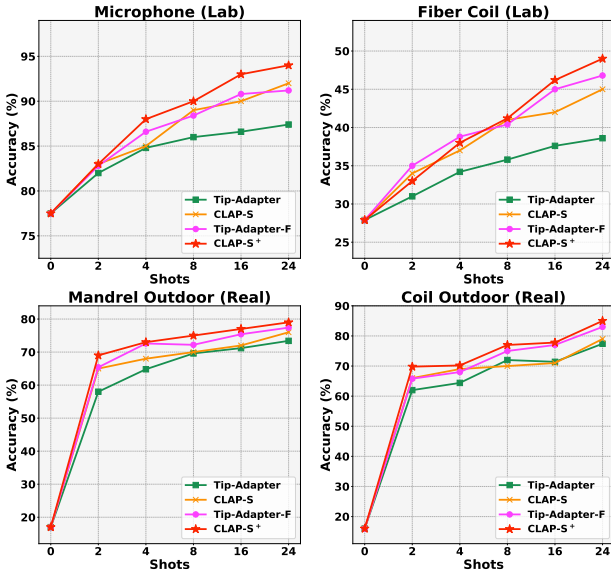 Microphone (Lab)
95
90
85
80
75
Accuracy (%)
0 2 4 8 16 24
Shots
Tip-Adapter
CLAP-S
Tip-Adapter-F
CLAP-S⁺
Fiber Coil (Lab)
50
45
40
35
30
25
Accuracy (%)
0 2 4 8 16 24
Shots
Tip-Adapter
CLAP-S
Tip-Adapter-F
CLAP-S⁺
Mandrel Outdoor (Real)
80
70
60
50
40
30
20
Accuracy (%)
0 2 4 8 16 24
Shots
Tip-Adapter
CLAP-S
Tip-Adapter-F
CLAP-S⁺
Coil Outdoor (Real)
90
80
70
60
50
40
30
20
Accuracy (%)
0 2 4 8 16 24
Shots
Tip-Adapter
CLAP-S
Tip-Adapter-F
CLAP-S⁺